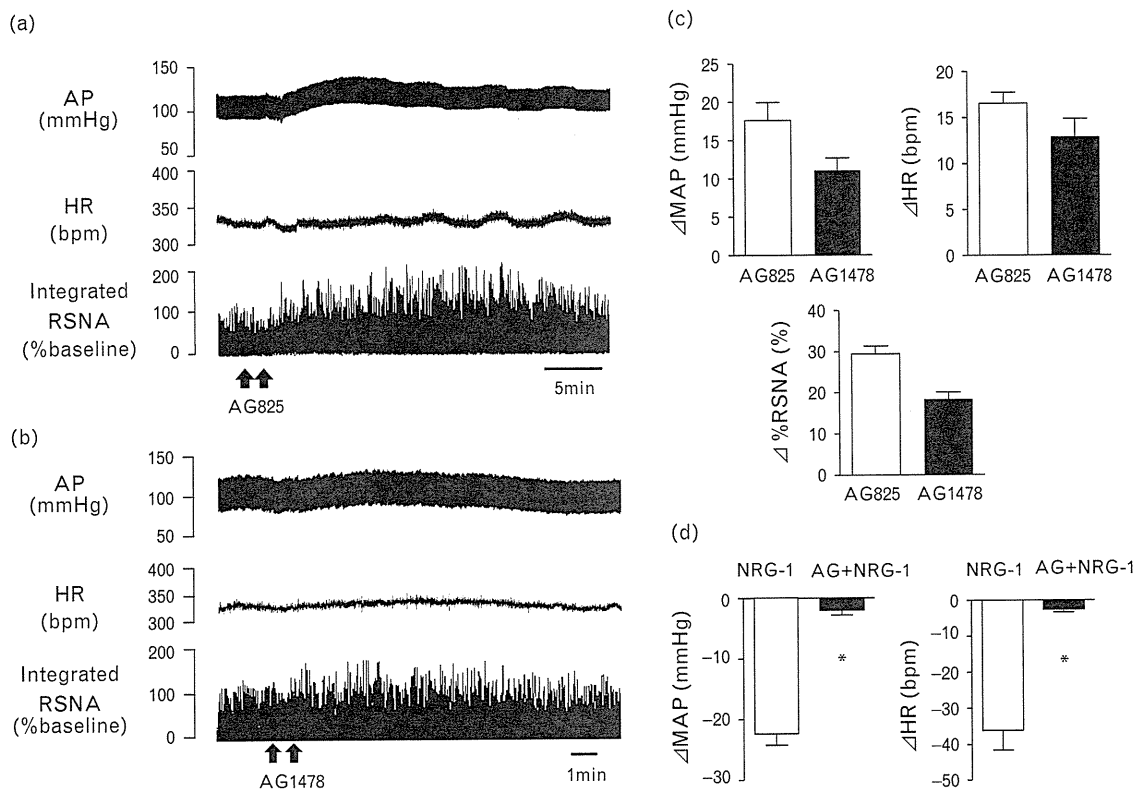 (a)
AP
(mmHg)
150
100
50
HR
(bpm)
400
350
300
Integrated
RSNA
(%baseline)
200
100
0
AG825
5min
(b)
AP
(mmHg)
150
100
50
HR
(bpm)
400
350
300
Integrated
RSNA
(%baseline)
200
100
0
AG1478
1min
(c)
ΔMAP (mmHg)
25
20
15
10
5
0
AG825 AG1478
ΔHR (bpm)
20
15
10
5
0
AG825 AG1478
Δ%RSNA (%)
40
30
20
10
0
AG825 AG1478
(d)
NRG-1 AG+NRG-1
ΔMAP (mmHg)
0
−10
−20
−30
*
NRG-1 AG+NRG-1
ΔHR (bpm)
0
−10
−20
−30
−40
−50
*